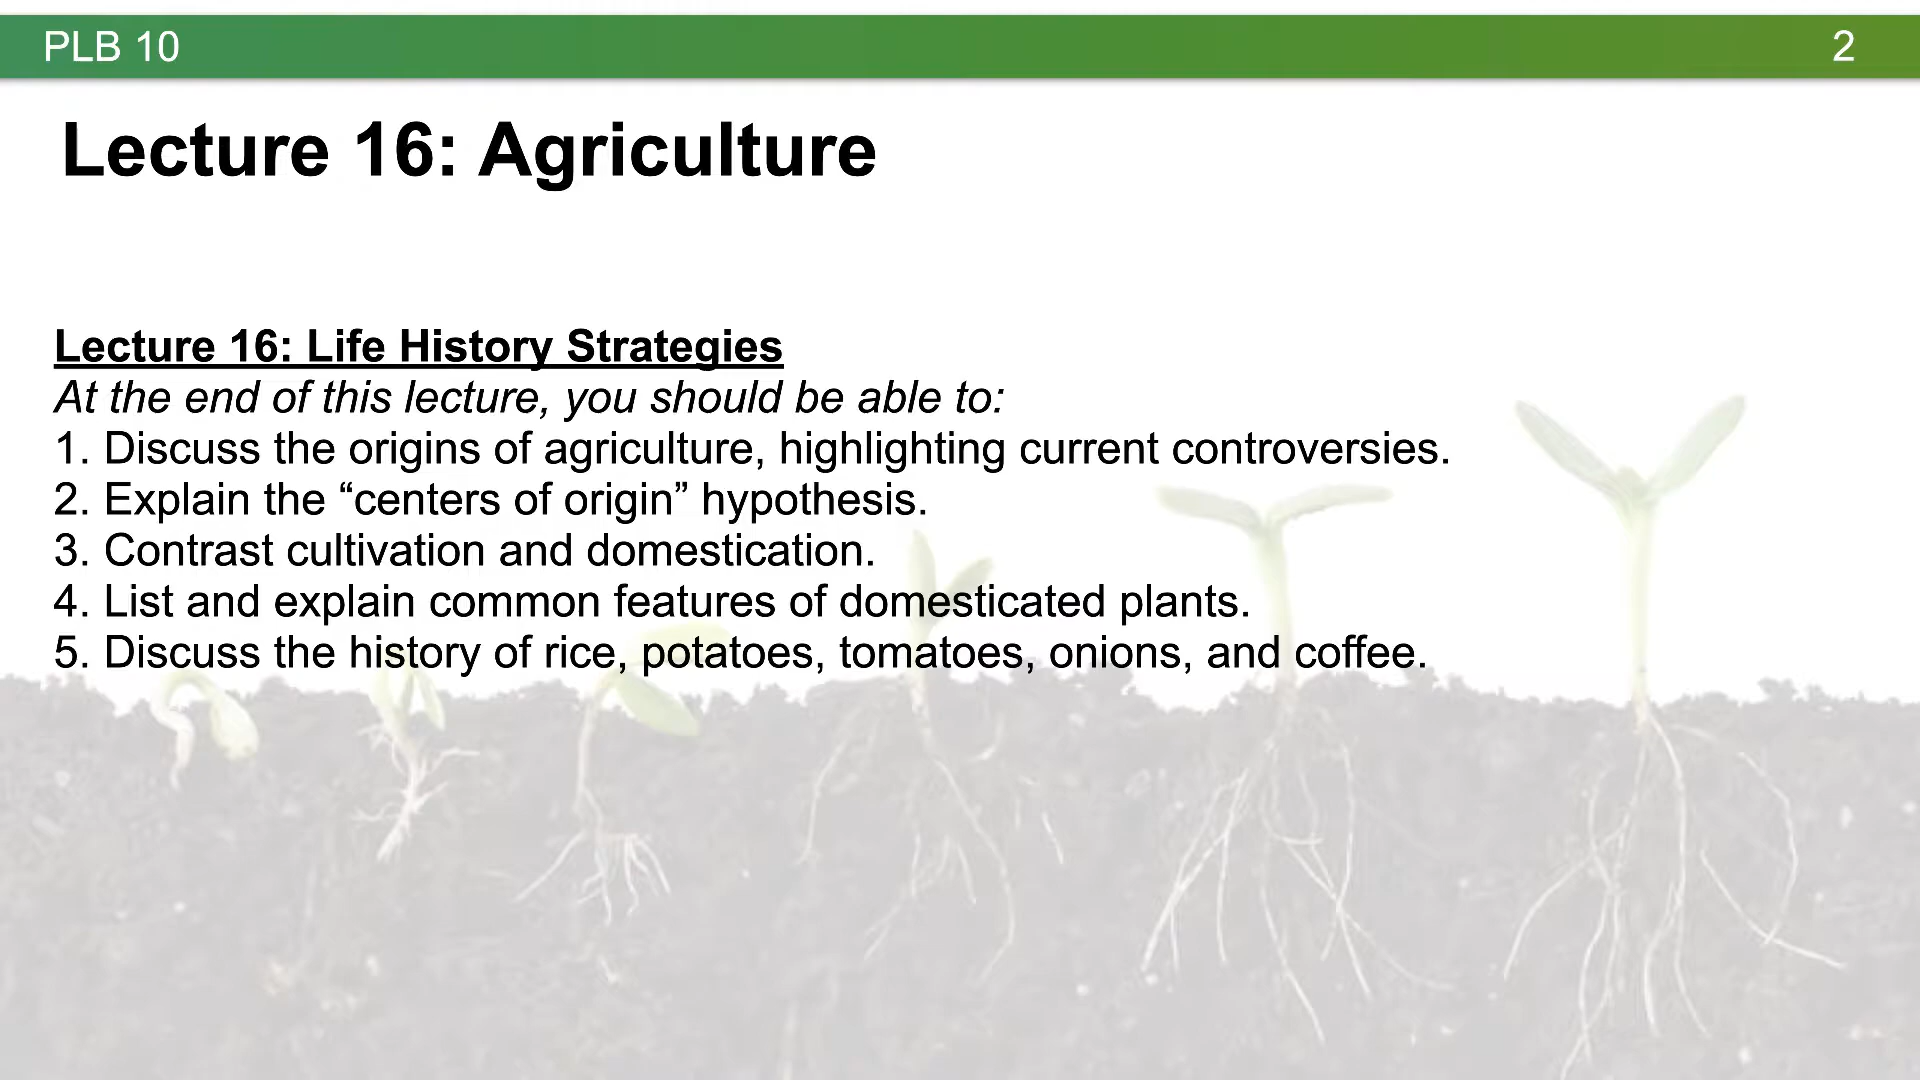 PLB 10
2
Lecture 16: Agriculture
Lecture 16: Life History Strategies
At the end of this lecture, you should be able to:
1. Discuss the origins of agriculture, highlighting current controversies.
2. Explain the “centers of origin” hypothesis.
3. Contrast cultivation and domestication.
4. List and explain common features of domesticated plants.
5. Discuss the history of rice, potatoes, tomatoes, onions, and coffee.